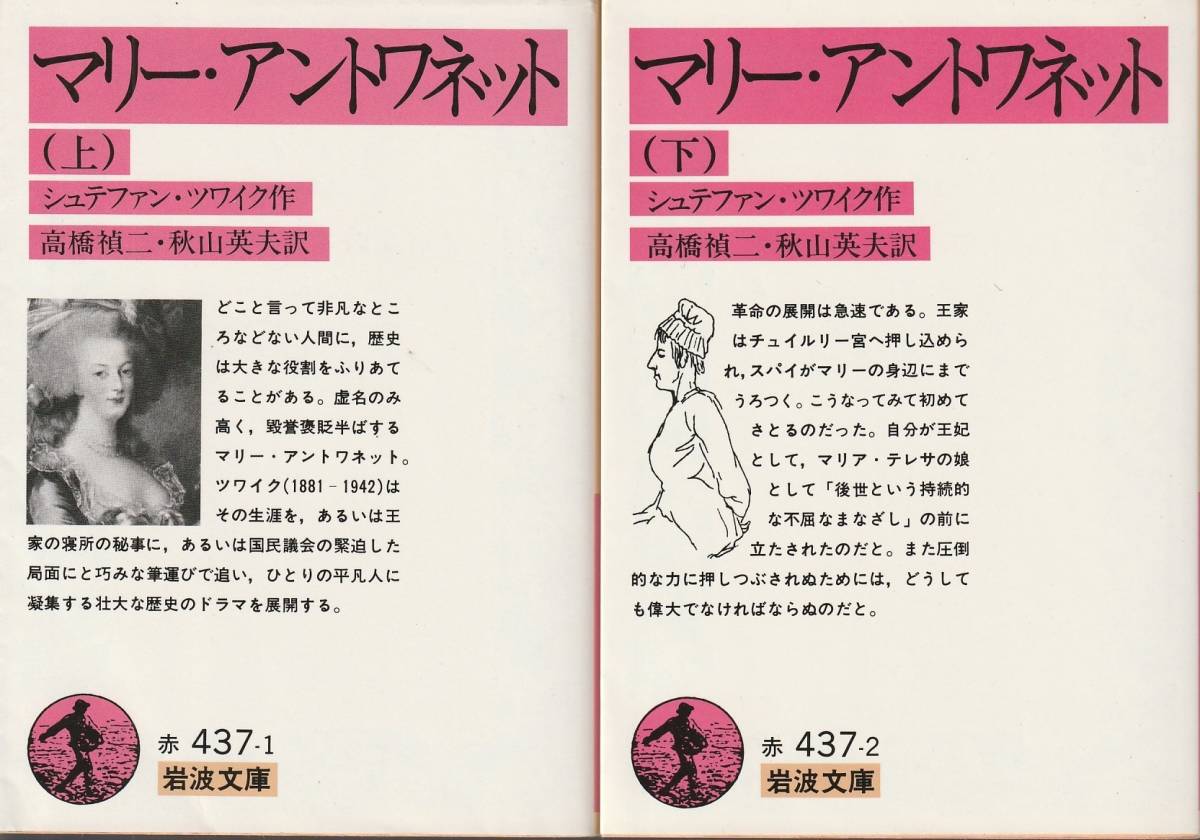 マリー・アントワネット
(上)
シュテファン・ツワイク作
高橋禎二・秋山英夫訳
どこと言って非凡なとこ
ろなどない人間に，歴史
は大きな役割をふりあて
ることがある。虚名のみ
高く，毀誉褒貶半ばする
マリー・アントワネット。
ツワイク(1881－1942)は
その生涯を，あるいは王
家の寝所の秘事に，あるいは国民議会の緊迫した
局面にと巧みな筆運びで追い，ひとりの平凡人に
凝集する壮大な歴史のドラマを展開する。
赤 437-1
岩波文庫
マリー・アントワネット
(下)
シュテファン・ツワイク作
高橋禎二・秋山英夫訳
革命の展開は急速である。王家
はチュイルリー宮へ押し込めら
れ，スパイがマリーの身辺にまで
うろつく。こうなってみて初めて
さとるのだった。自分が王妃
として，マリア・テレサの娘
として「後世という持続的
な不屈なまなざし」の前に
立たされたのだと。また圧倒
的な力に押しつぶされぬためには，どうして
も偉大でなければならぬのだと。
赤 437-2
岩波文庫